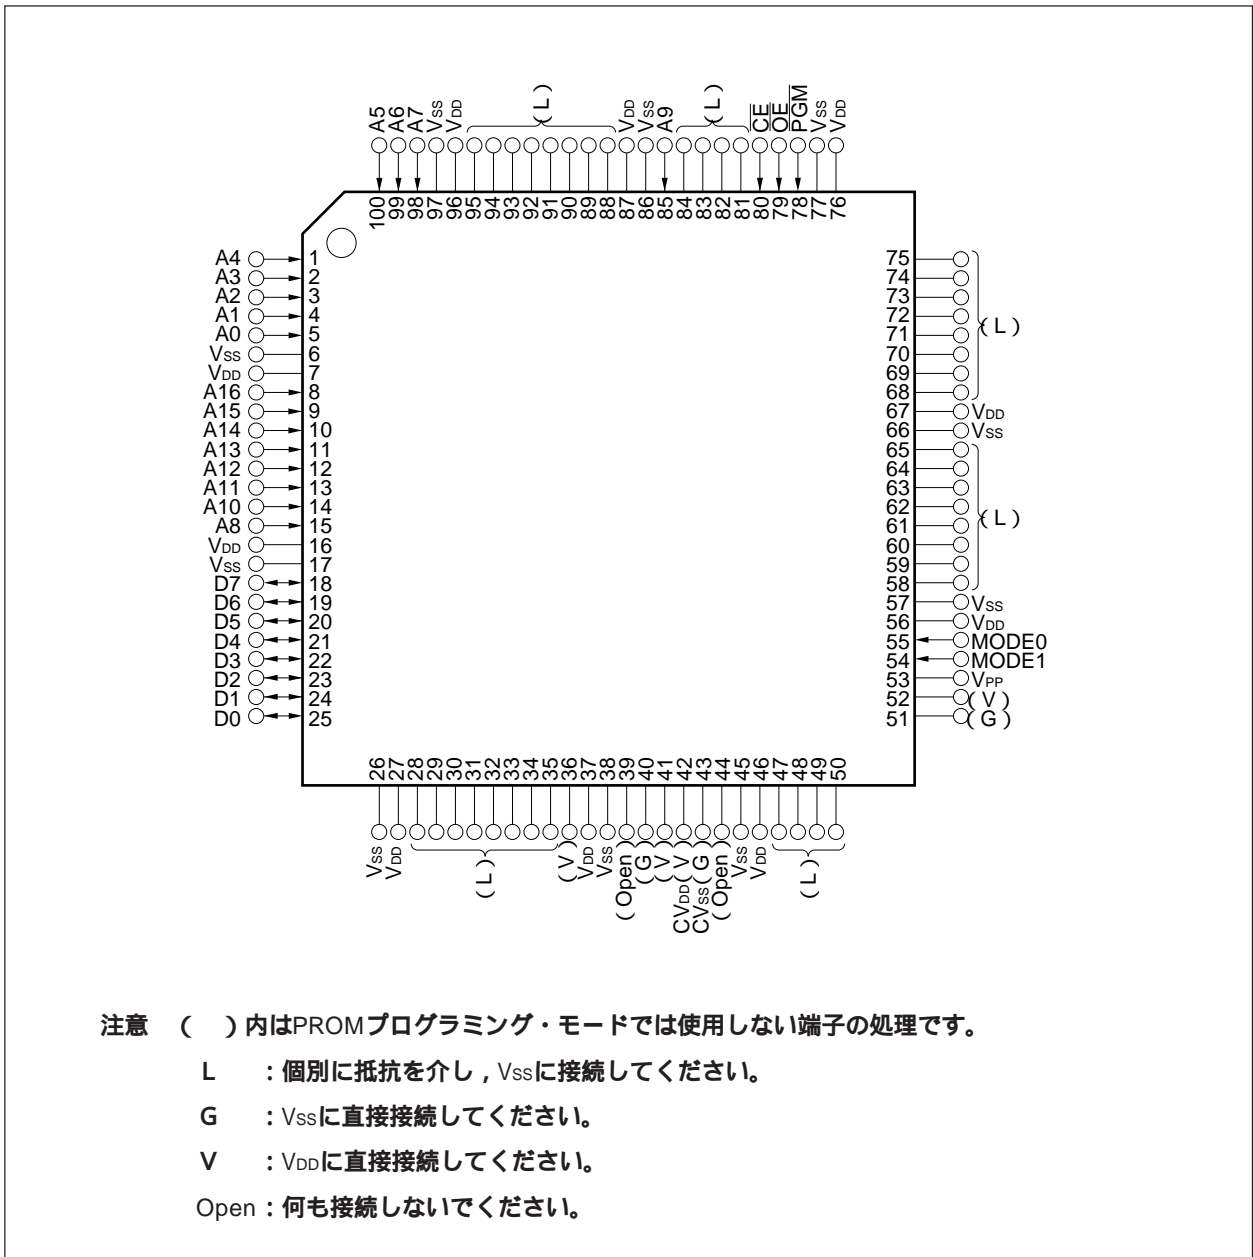 A5
A6
A7
VSS
VDD
(L)
VDD
VSS
A9
(L)
CE
OE
PGM
VSS
VDD
100
99
98
97
96
95
94
93
92
91
90
89
88
87
86
85
84
83
82
81
80
79
78
77
76
A4 1
A3 2
A2 3
A1 4
A0 5
VSS 6
VDD 7
A16 8
A15 9
A14 10
A13 11
A12 12
A11 13
A10 14
A8 15
VDD 16
VSS 17
D7 18
D6 19
D5 20
D4 21
D3 22
D2 23
D1 24
D0 25
75
74
73
72
71
70
69
68
(L)
67 VDD
66 VSS
65
64
63
62
61
60
59
58
(L)
57 VSS
56 VDD
55 MODE0
54 MODE1
53 VPP
52 (V)
51 (G)
26
27
28
29
30
31
32
33
34
35
36
37
38
39
40
41
42
43
44
45
46
47
48
49
50
VSS
VDD
(L)
(V)
VDD
VSS
(Open)
(G)
(V)
CVDD(V)
CVSS(G)
(Open)
VSS
VDD
(L)
注意 (　)内はPROMプログラミング・モードでは使用しない端子の処理です。
L ：個別に抵抗を介し，VSSに接続してください。
G ：VSSに直接接続してください。
V ：VDDに直接接続してください。
Open：何も接続しないでください。